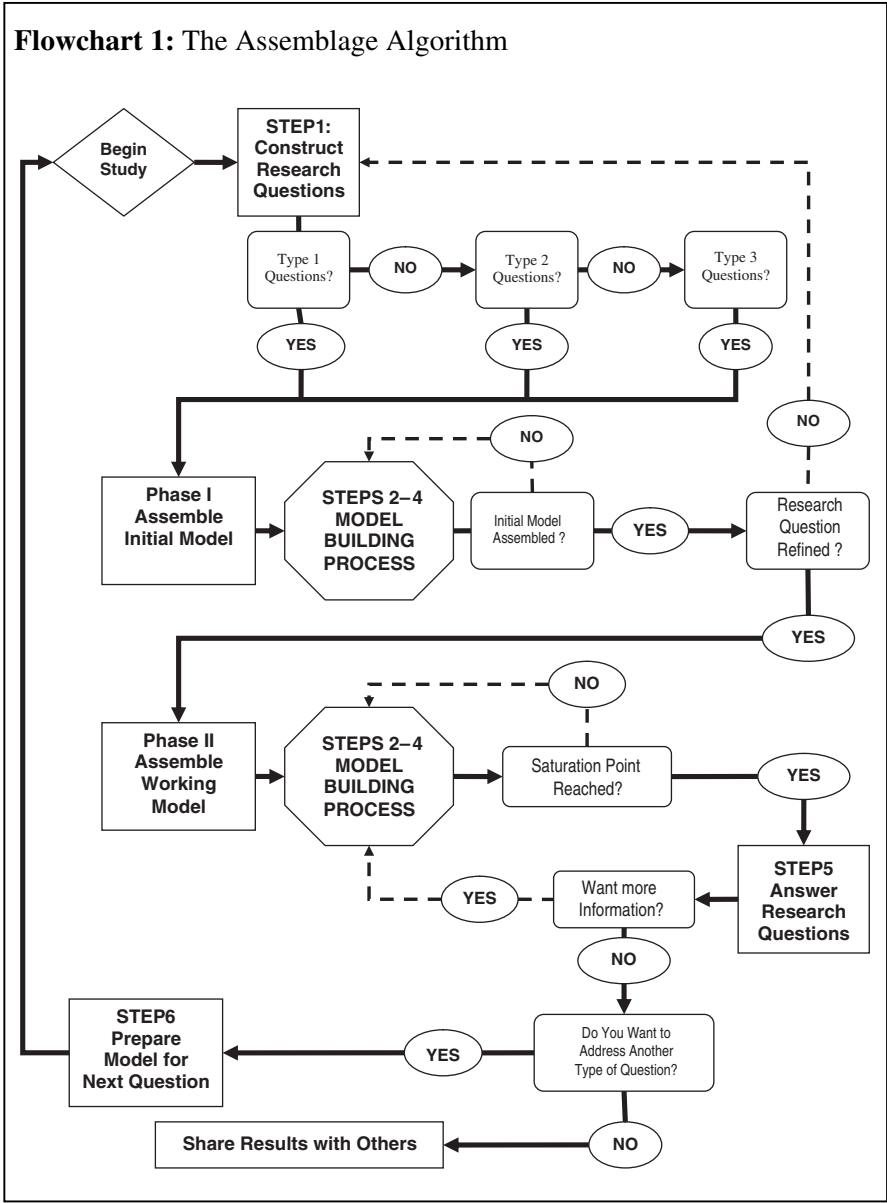 Flowchart 1: The Assemblage Algorithm
Begin
Study
STEP1:
Construct
Research
Questions
Type 1
Questions?
NO
Type 2
Questions?
NO
Type 3
Questions?
YES
YES
YES
NO
NO
Phase I
Assemble
Initial Model
STEPS 2–4
MODEL
BUILDING
PROCESS
Initial Model
Assembled ?
YES
Research
Question
Refined ?
YES
NO
Phase II
Assemble
Working
Model
STEPS 2–4
MODEL
BUILDING
PROCESS
Saturation Point
Reached?
YES
STEP5
Answer
Research
Questions
Want more
Information?
YES
NO
Do You Want to
Address Another
Type of Question?
YES
STEP6
Prepare
Model for
Next Question
NO
Share Results with Others